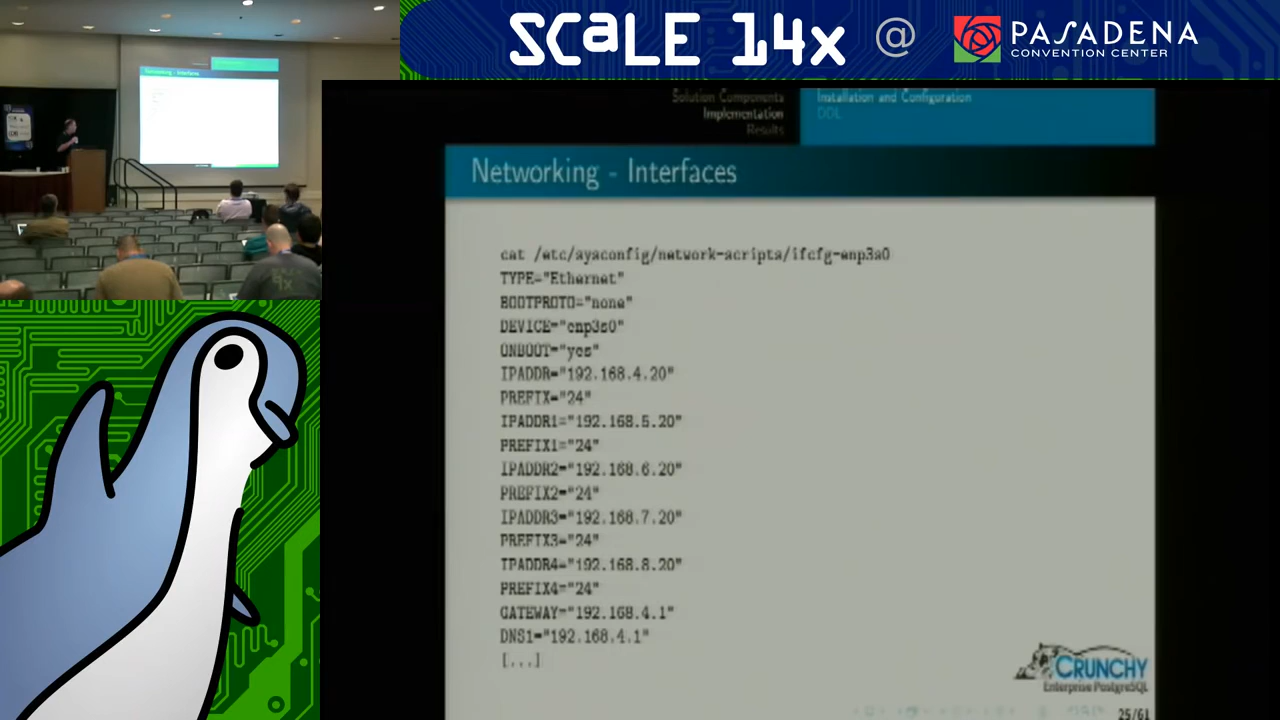 SCaLE 14x @ PASADENA
CONVENTION CENTER
Solution Components
Implementation
Results
Installation and Configuration
DDL
Networking - Interfaces
cat /etc/sysconfig/network-scripts/ifcfg-enp3s0
TYPE="Ethernet"
BOOTPROTO="none"
DEVICE="enp3s0"
ONBOOT="yes"
IPADDR="192.168.4.20"
PREFIX="24"
IPADDR1="192.168.5.20"
PREFIX1="24"
IPADDR2="192.168.6.20"
PREFIX2="24"
IPADDR3="192.168.7.20"
PREFIX3="24"
IPADDR4="192.168.8.20"
PREFIX4="24"
GATEWAY="192.168.4.1"
DNS1="192.168.4.1"
[...]
CRUNCHY
Enterprise PostgreSQL
25/61